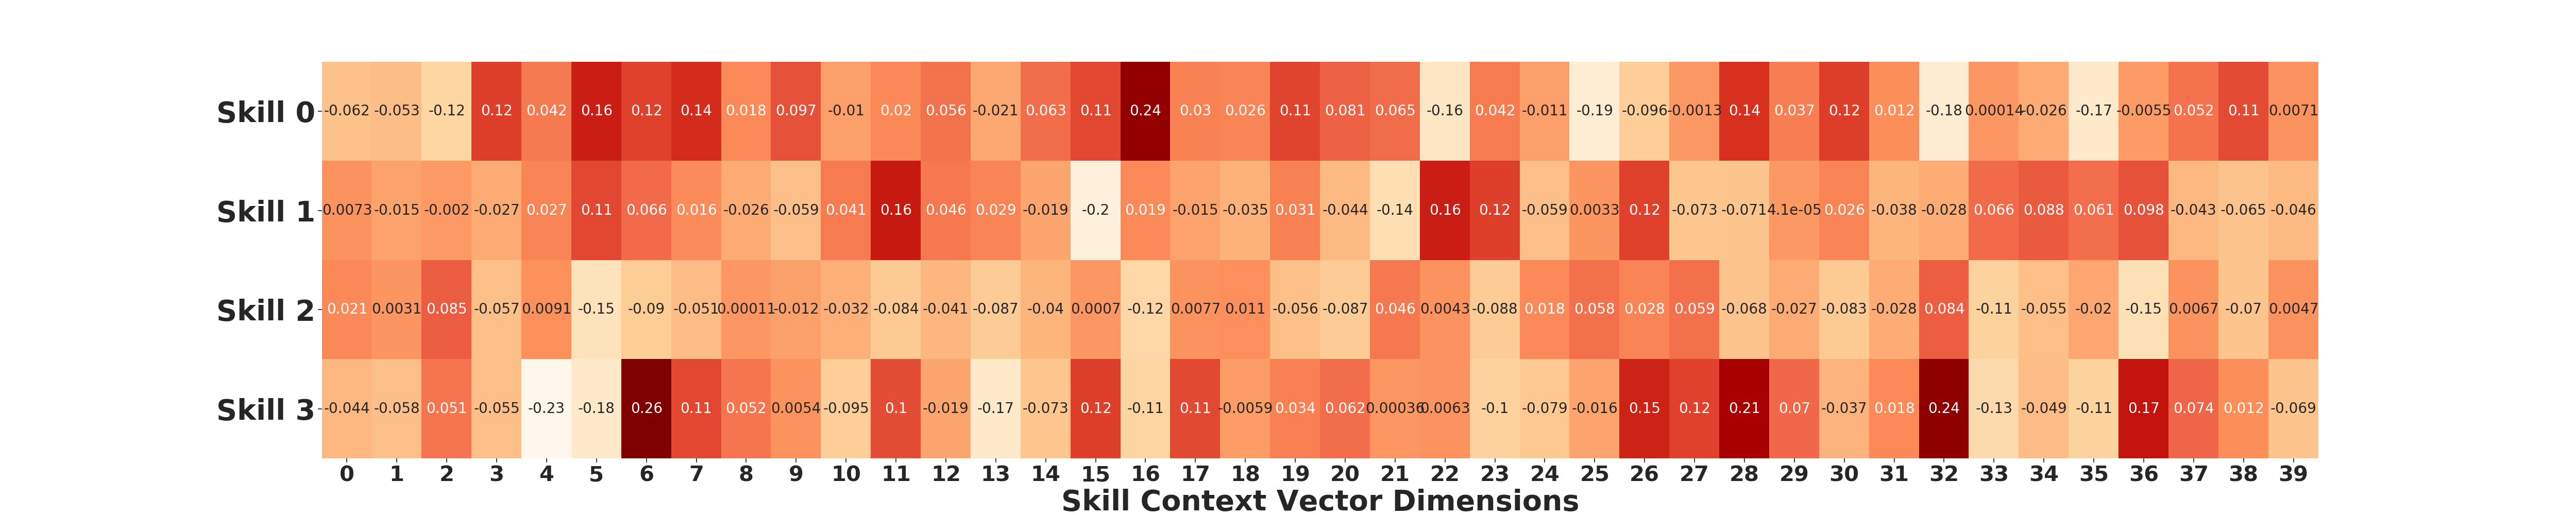 Skill 0 -0.062 -0.053 -0.12 0.12 0.042 0.16 0.12 0.14 0.018 0.097 -0.01 0.02 0.056 -0.021 0.063 0.11 0.24 0.03 0.026 0.11 0.081 0.065 -0.16 0.042 -0.011 -0.19 -0.096 -0.0013 0.14 0.037 0.12 0.012 -0.18 0.00014 -0.026 -0.17 -0.0055 0.052 0.11 0.0071
Skill 1 0.0073 -0.015 -0.002 -0.027 0.027 0.11 0.066 0.016 -0.026 -0.059 0.041 0.16 0.046 0.029 -0.019 -0.2 0.019 -0.015 -0.035 0.031 -0.044 -0.14 0.16 0.12 -0.059 0.0033 0.12 -0.073 -0.071 4.1e-05 0.026 -0.038 -0.028 0.066 0.088 0.061 0.098 -0.043 -0.065 -0.046
Skill 2 0.021 0.0031 0.085 -0.057 0.0091 -0.15 -0.09 -0.051 0.00011 -0.012 -0.032 -0.084 -0.041 -0.087 -0.04 0.0007 -0.12 0.0077 0.011 -0.056 -0.087 0.046 0.0043 -0.088 0.018 0.058 0.028 0.059 -0.068 -0.027 -0.083 -0.028 0.084 -0.11 -0.055 -0.02 -0.15 0.0067 -0.07 0.0047
Skill 3 -0.044 -0.058 0.051 -0.055 -0.23 -0.18 0.26 0.11 0.052 0.0054 -0.095 0.1 -0.019 -0.17 -0.073 0.12 -0.11 0.11 -0.0059 0.034 0.062 0.00036 0.0063 -0.1 -0.079 -0.016 0.15 0.12 0.21 0.07 -0.037 0.018 0.24 -0.13 -0.049 -0.11 0.17 0.074 0.012 -0.069
0 1 2 3 4 5 6 7 8 9 10 11 12 13 14 15 16 17 18 19 20 21 22 23 24 25 26 27 28 29 30 31 32 33 34 35 36 37 38 39
Skill Context Vector Dimensions